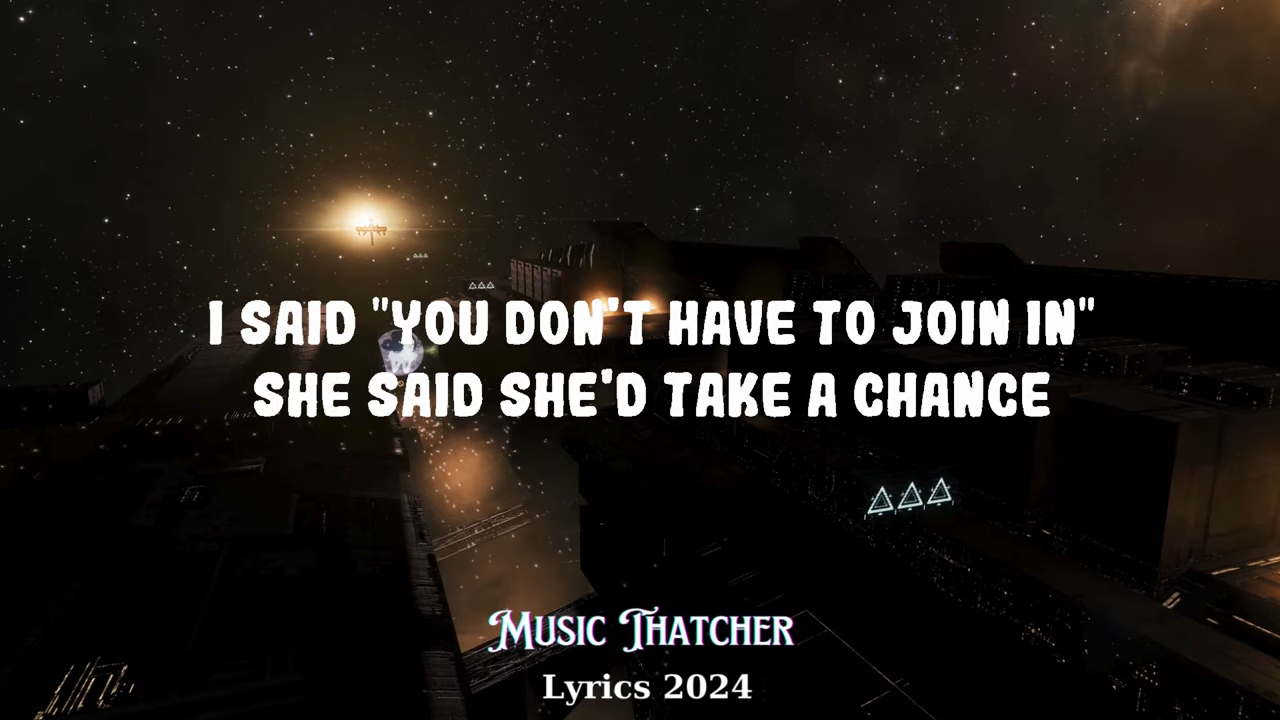 I SAID "YOU DON'T HAVE TO JOIN IN"
SHE SAID SHE'D TAKE A CHANCE
MUSIC THATCHER
Lyrics 2024